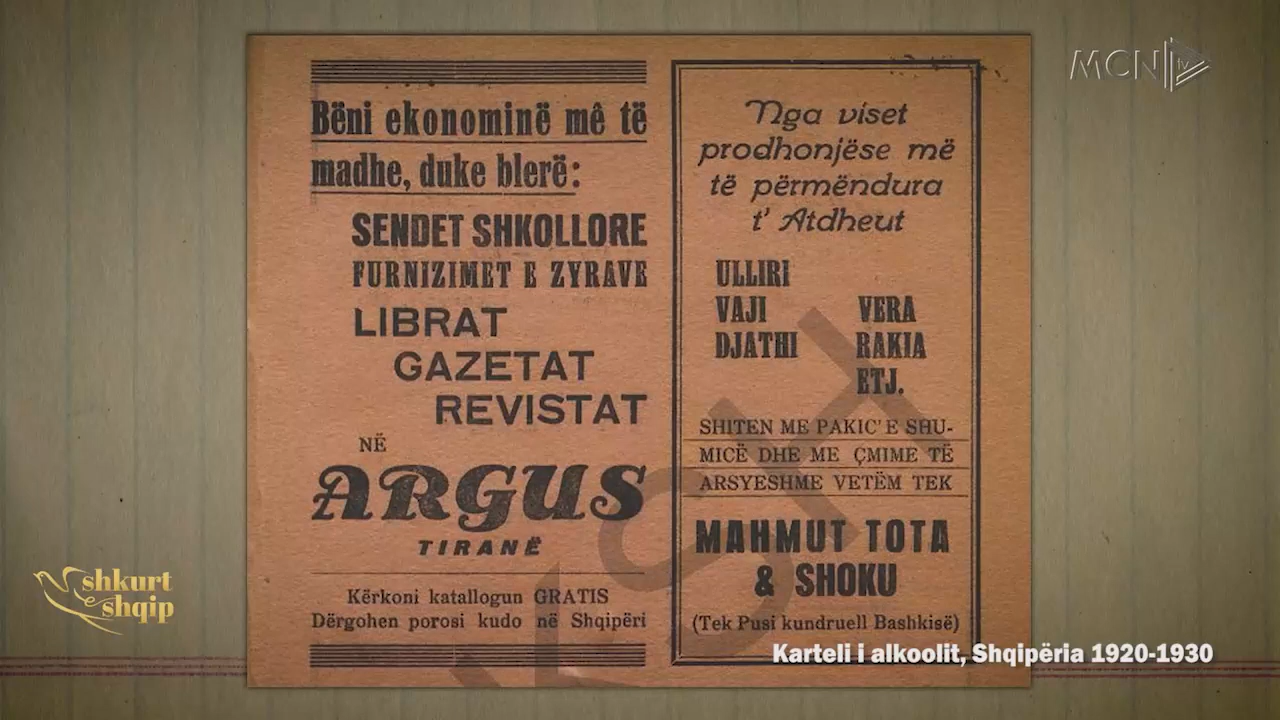 Bëni ekonominë mê të
madhe, duke blerë:
SENDET SHKOLLORE
FURNIZIMET E ZYRAVE
LIBRAT
GAZETAT
REVISTAT
NË
ARGUS
TIRANË
Kërkoni katallogun GRATIS
Dërgohen porosi kudo në Shqipëri
Nga viset
prodhonjëse më
të përmëndura
t' Atdheut
ULLIRI
VAJI
DJATHI
VERA
RAKIA
ETJ.
SHITEN ME PAKIC' E SHU-
MICË DHE ME ÇMIME TË
ARSYESHME VETËM TEK
MAHMUT TOTA
& SHOKU
(Tek Pusi kundruell Bashkisë)
KSH
MCN TV
shkurt
e
shqip
Karteli i alkoolit, Shqipëria 1920-1930